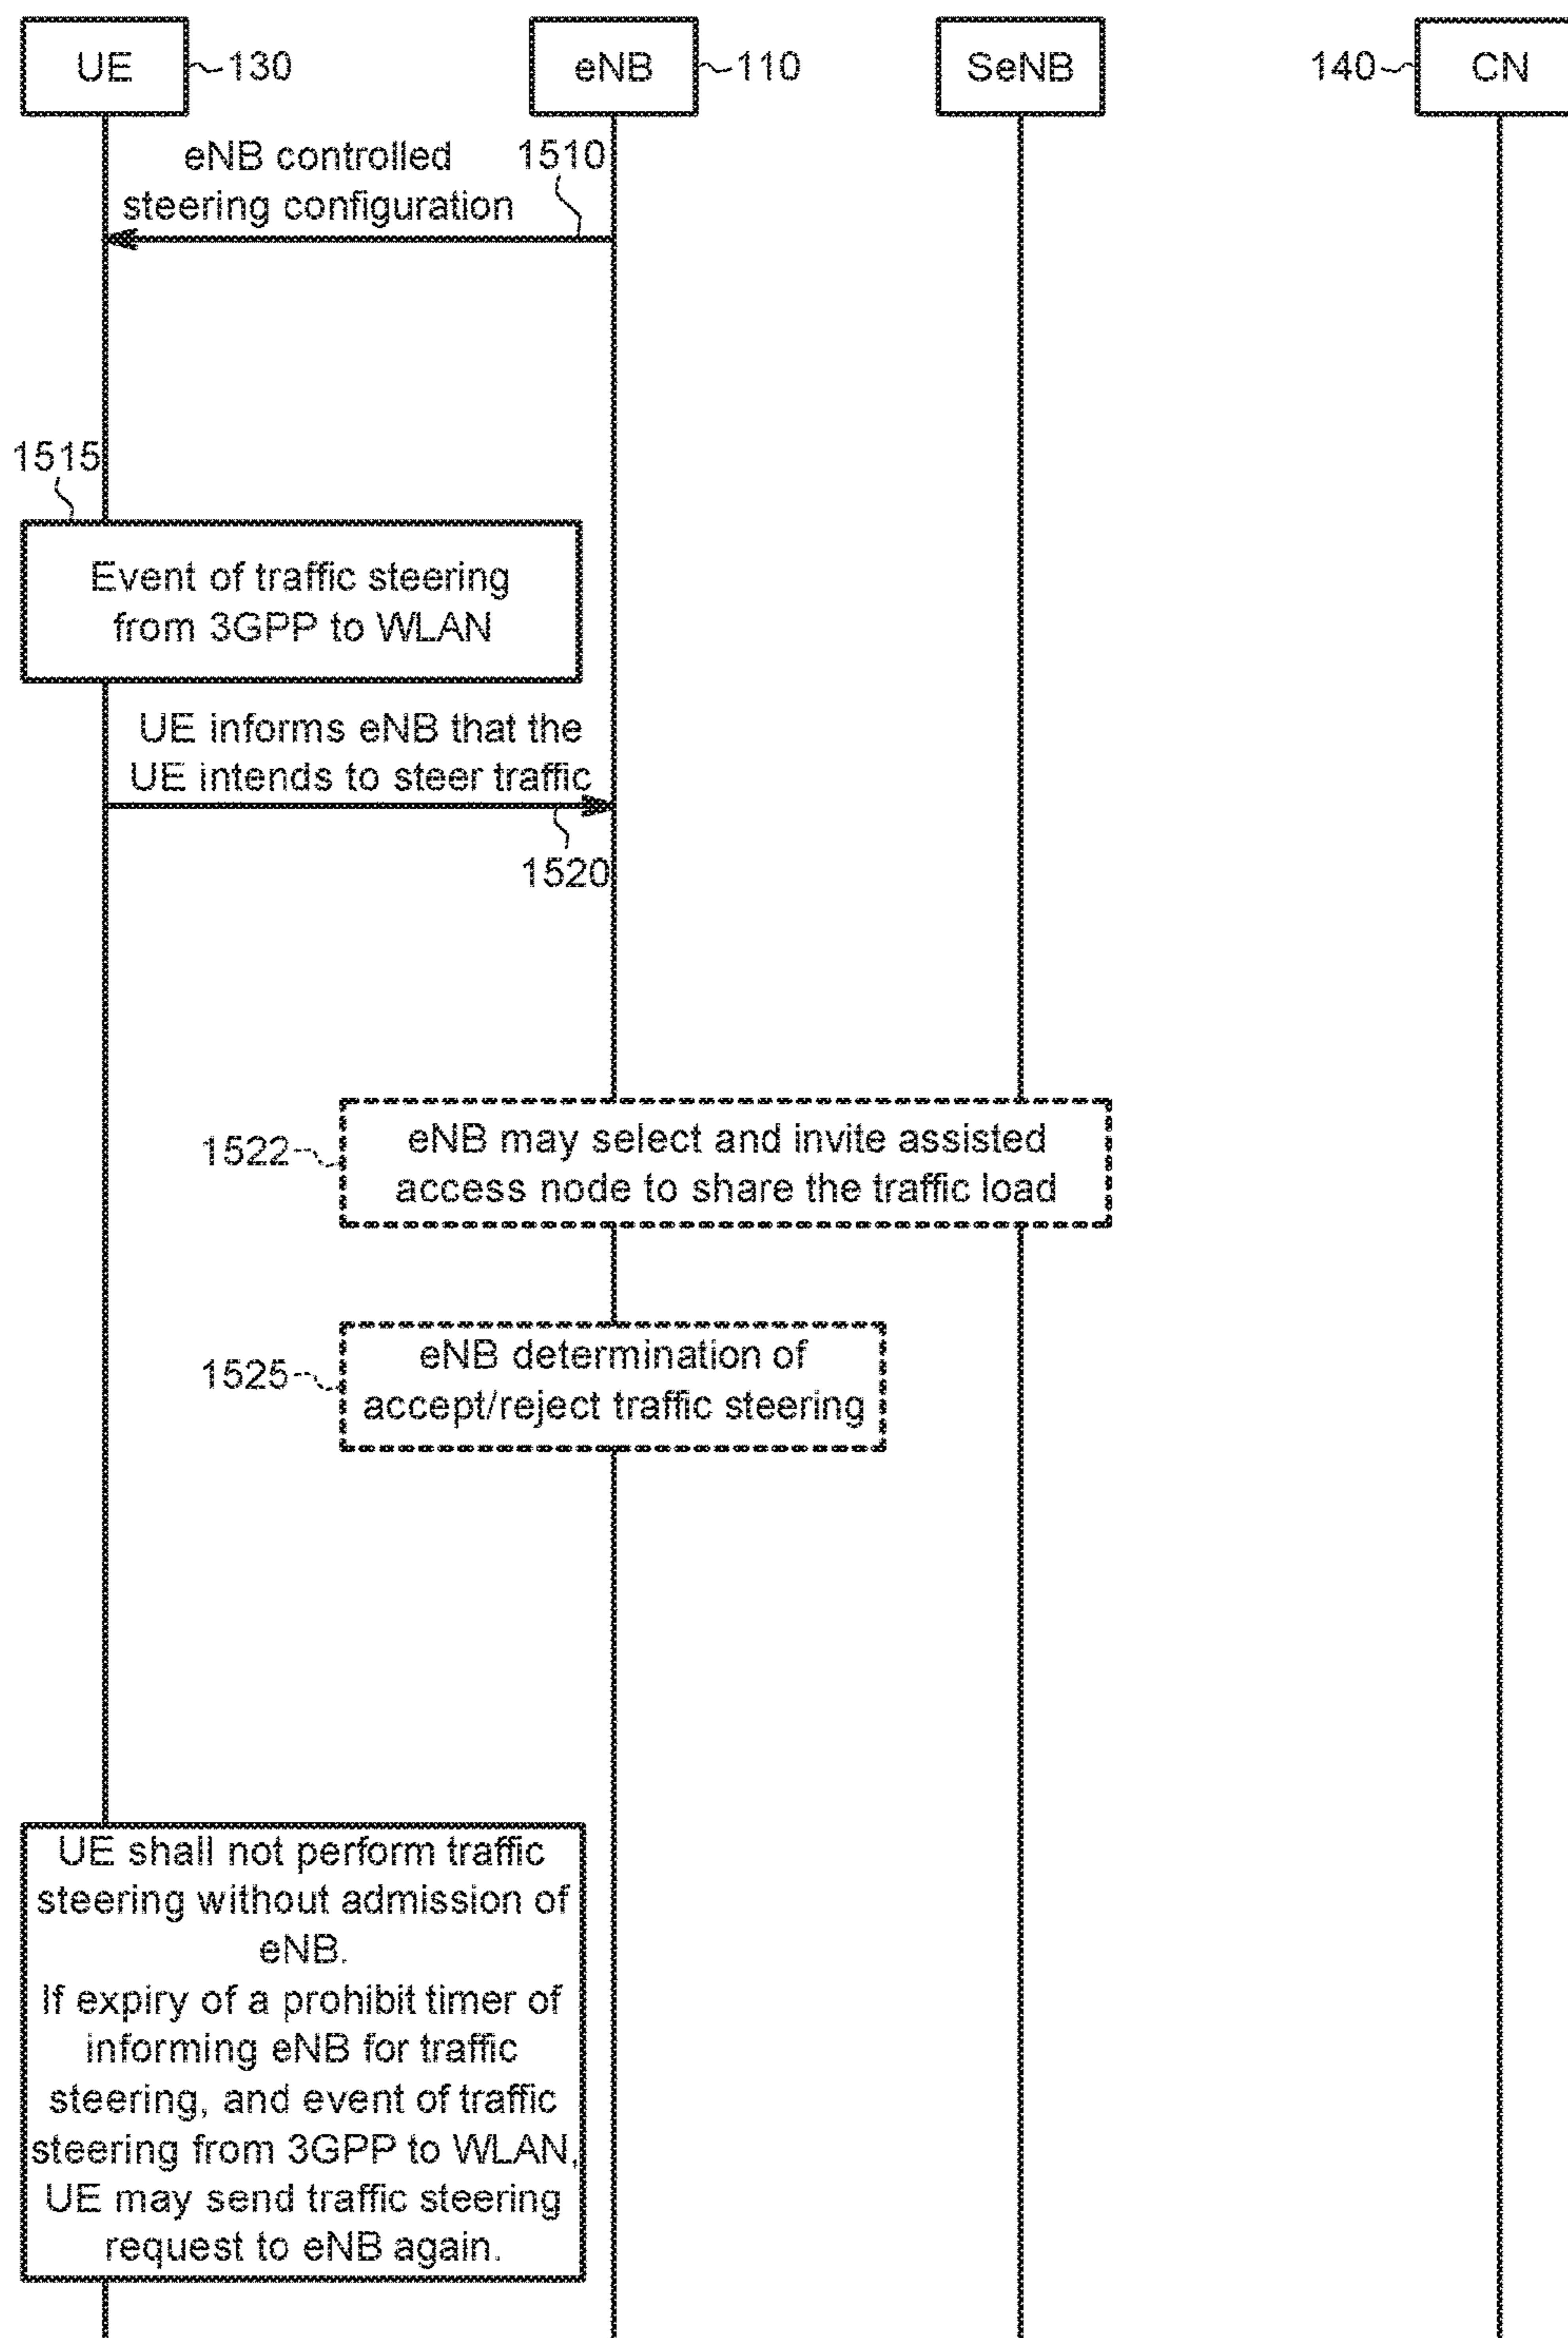 UE
130
eNB
110
SeNB
140
CN
eNB controlled
steering configuration
1510
1515
Event of traffic steering
from 3GPP to WLAN
UE informs eNB that the
UE intends to steer traffic
1520
1522
eNB may select and invite assisted
access node to share the traffic load
1525
eNB determination of
accept/reject traffic steering
UE shall not perform traffic
steering without admission of
eNB.
If expiry of a prohibit timer of
informing eNB for traffic
steering, and event of traffic
steering from 3GPP to WLAN,
UE may send traffic steering
request to eNB again.